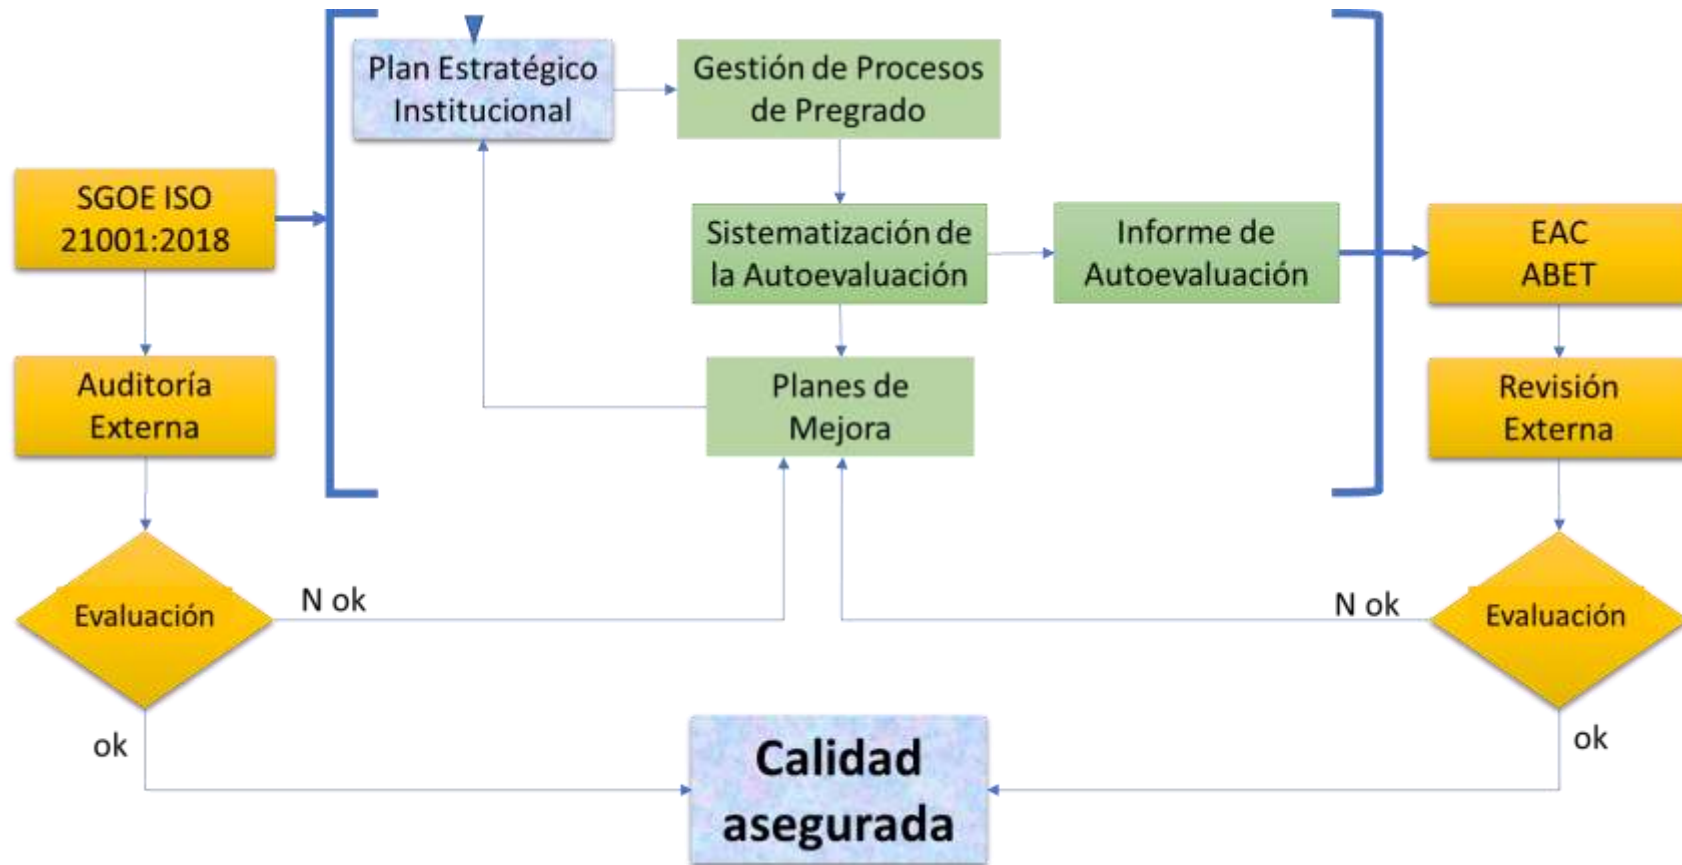 Plan Estratégico
Institucional
Gestión de Procesos
de Pregrado
SGOE ISO
21001:2018
Sistematización de
la Autoevaluación
Informe de
Autoevaluación
EAC
ABET
Auditoría
Externa
Planes de
Mejora
Revisión
Externa
Evaluación
N ok
N ok
Evaluación
ok
Calidad
asegurada
ok